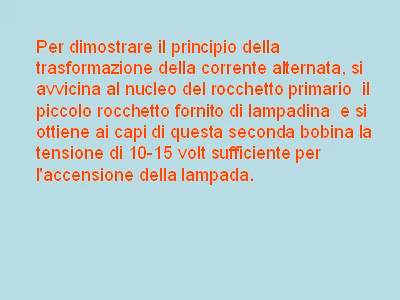 Per dimostrare il principio della
trasformazione della corrente alternata, si
avvicina al nucleo del rocchetto primario  il
piccolo rocchetto fornito di lampadina  e si
ottiene ai capi di questa seconda bobina la
tensione di 10-15 volt sufficiente per
l'accensione della lampada.